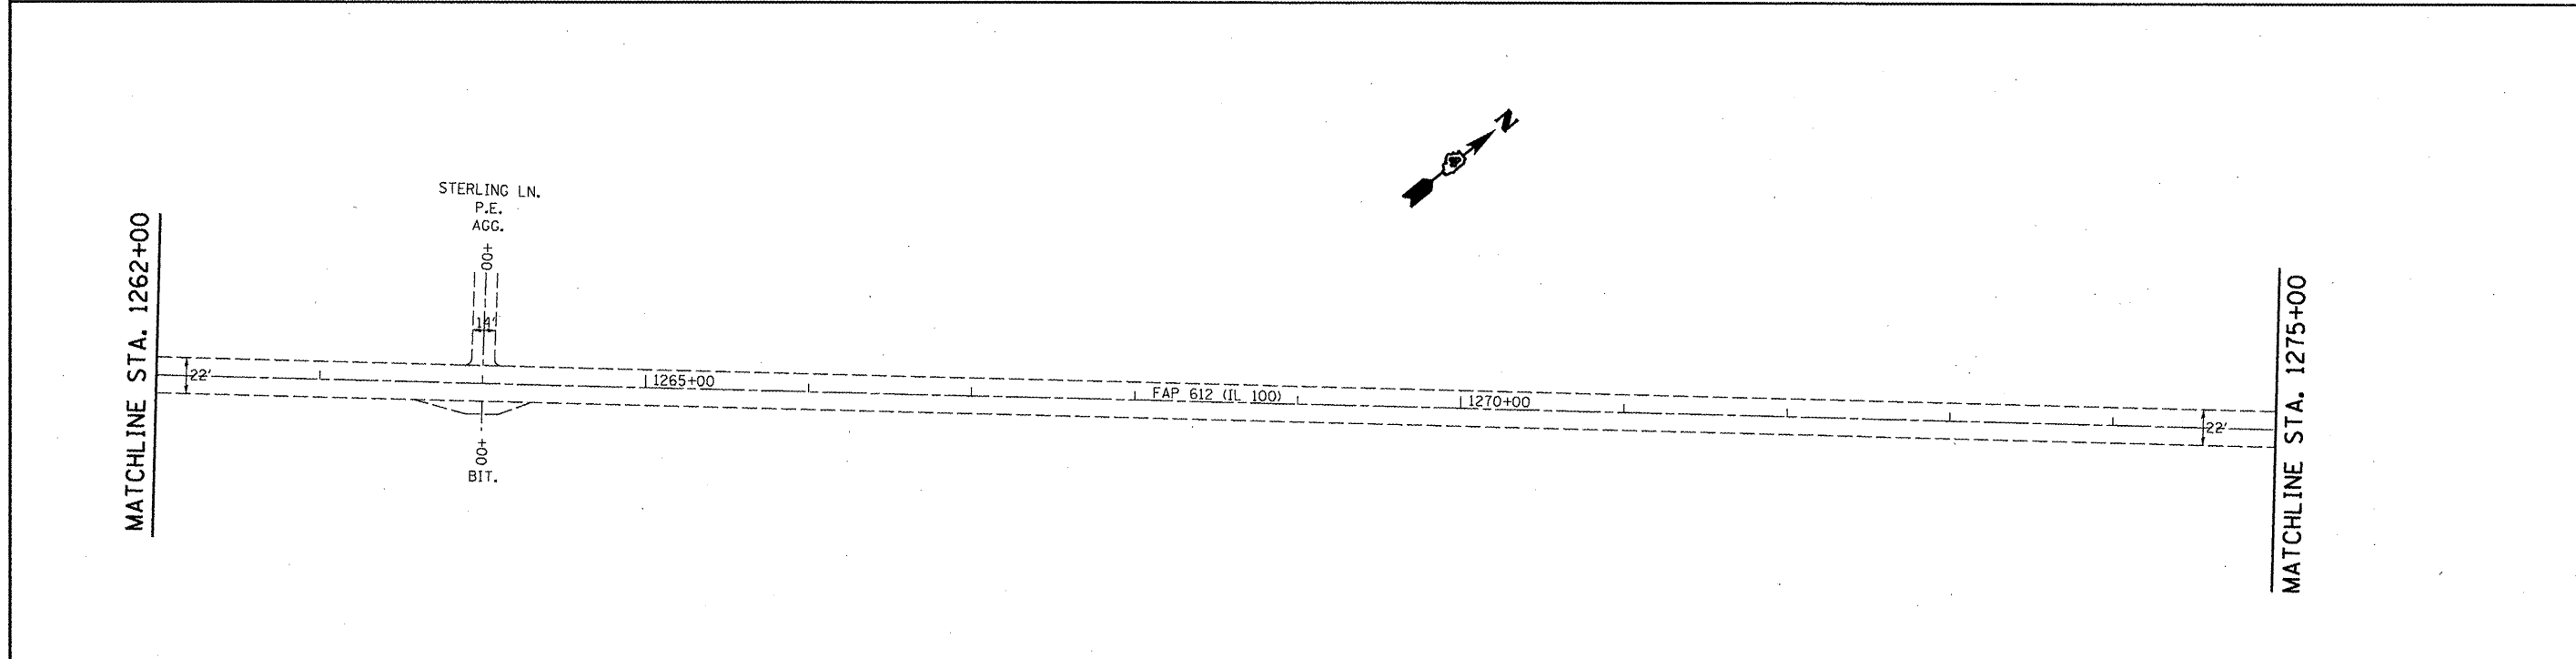 N
STERLING LN.
P.E.
AGG.
+00
14'
MATCHLINE STA. 1262+00
22'
1265+00
FAP 612 (IL 100)
1270+00
22'
MATCHLINE STA. 1275+00
+00
BIT.